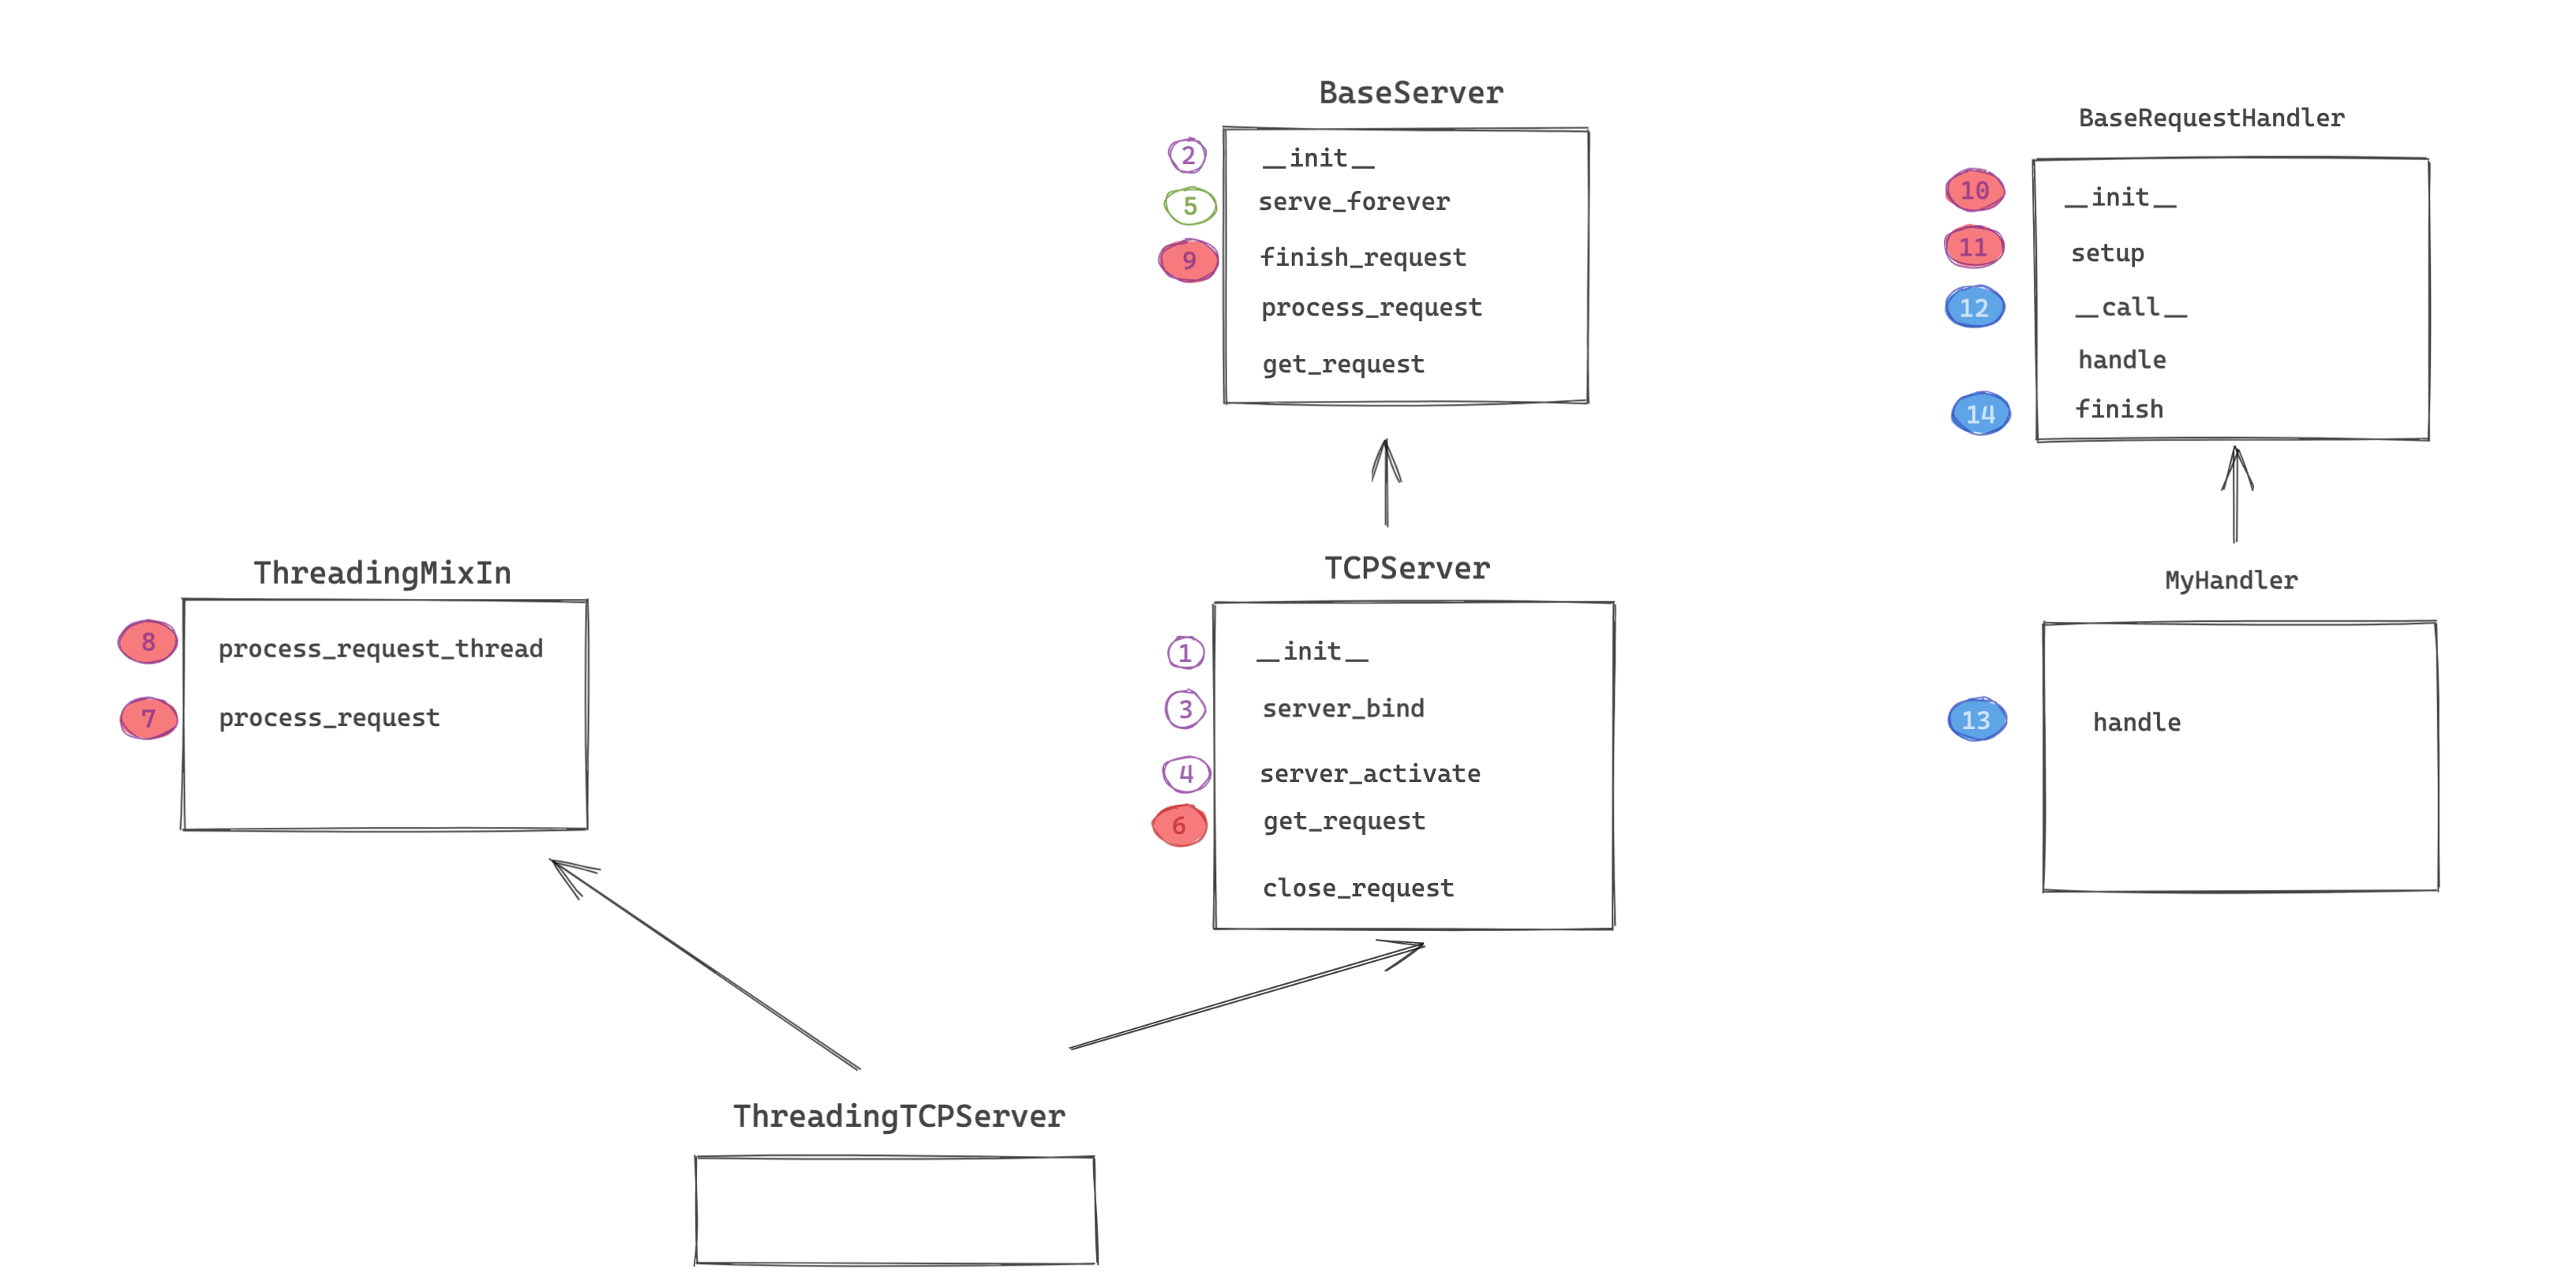 BaseServer
2 __init__
5 serve_forever
9 finish_request
process_request
get_request
BaseRequestHandler
10 __init__
11 setup
12 __call__
handle
14 finish
ThreadingMixIn
8 process_request_thread
7 process_request
TCPServer
1 __init__
3 server_bind
4 server_activate
6 get_request
close_request
MyHandler
13 handle
ThreadingTCPServer